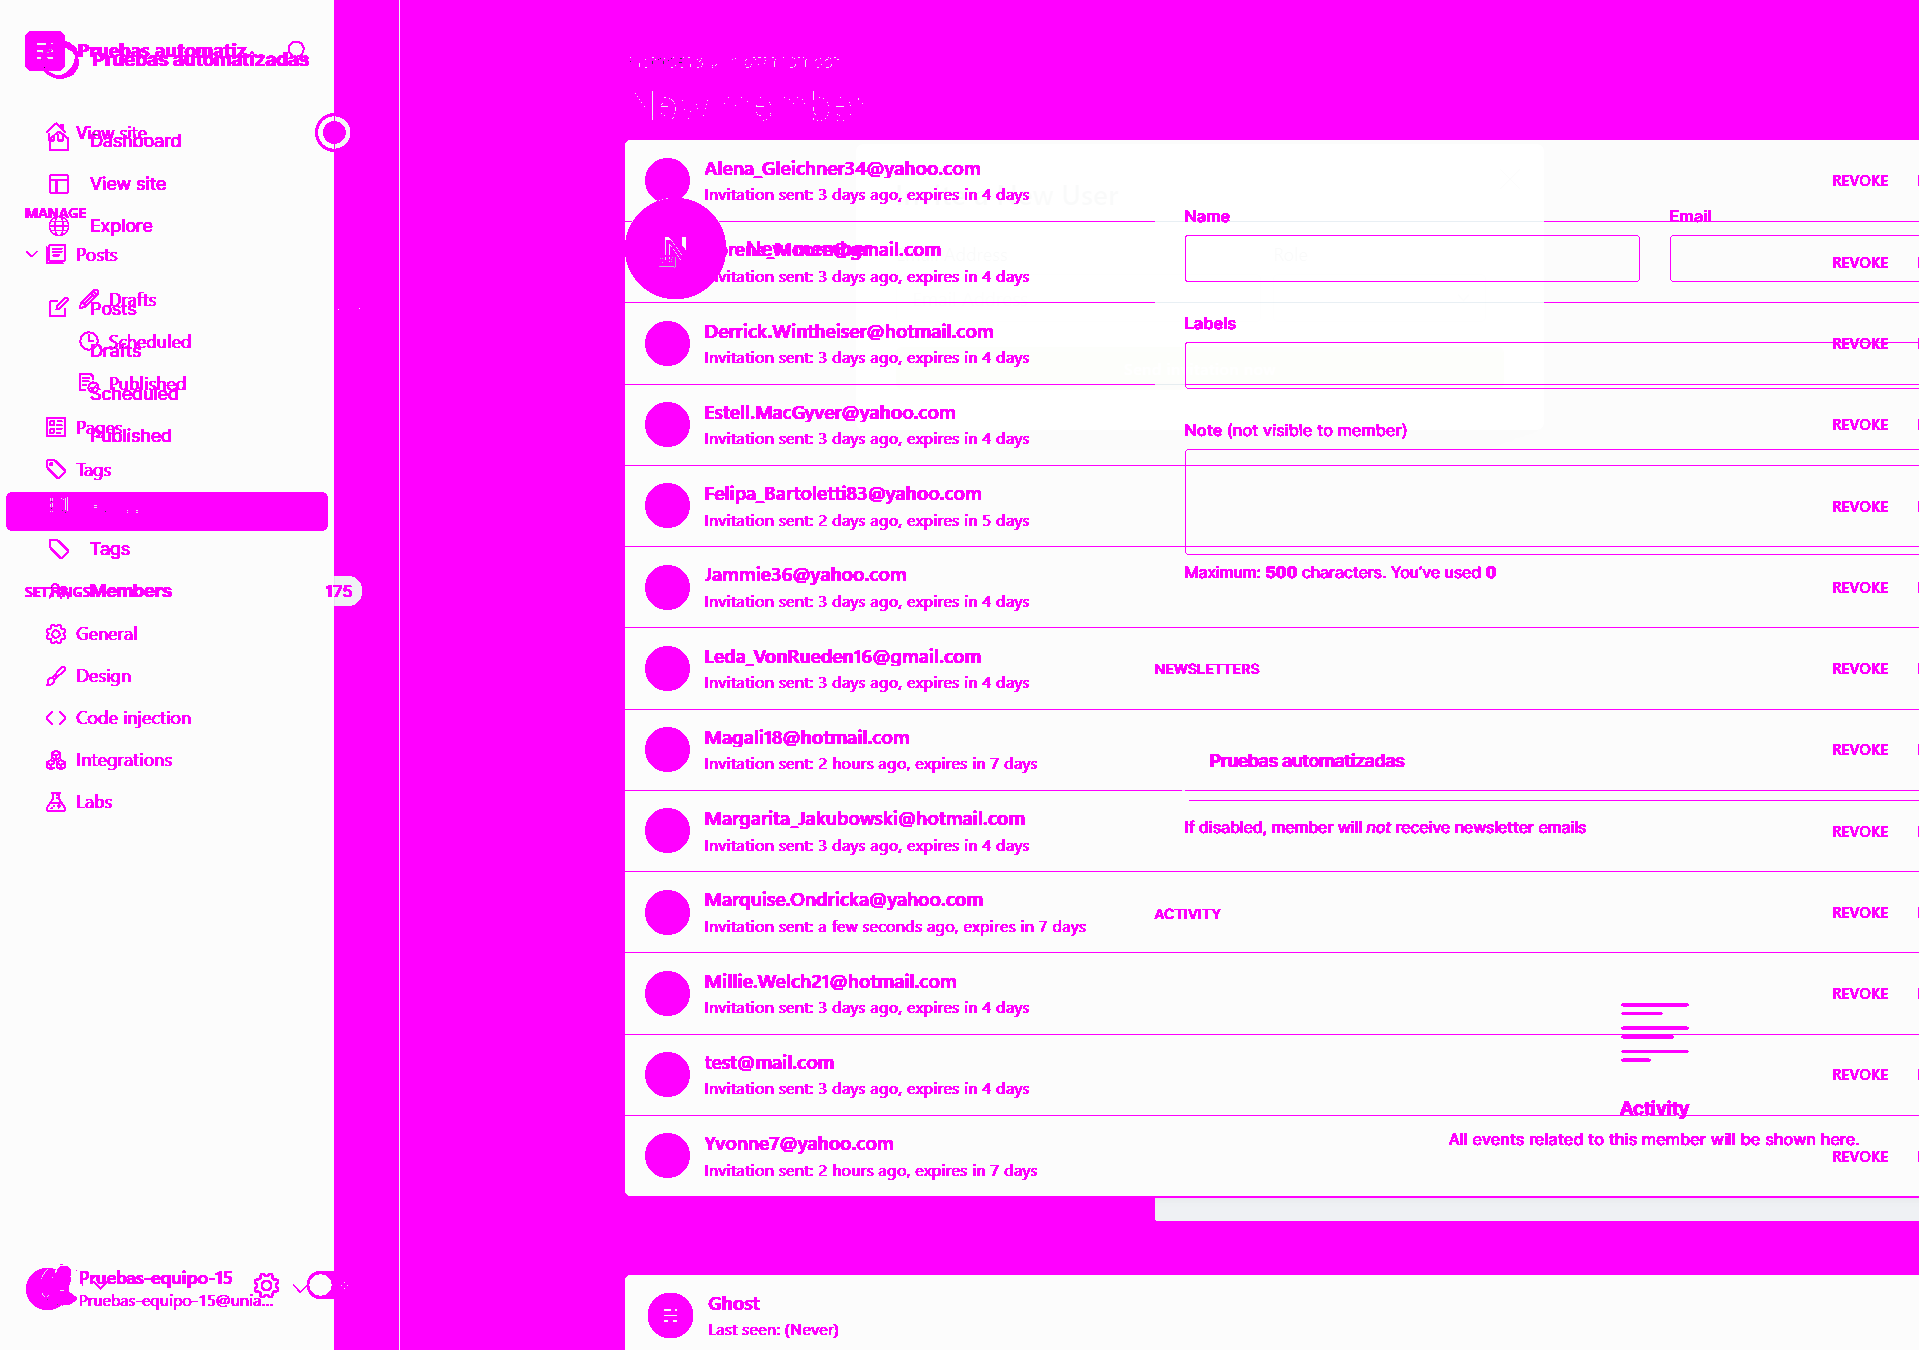 Pruebas automatiz...
Pruebas automatizadas
View site
Dashboard
View site
MANAGE
Explore
Posts
Drafts
Posts
Scheduled
Drafts
Published
Scheduled
Pages
Published
Tags
Tags
SETTINGS
Members
175
General
Design
Code injection
Integrations
Labs
Pruebas-equipo-15
Pruebas-equipo-15@unia...
New member
Alena_Gleichner34@yahoo.com
Invitation sent: 3 days ago, expires in 4 days
REVOKE
User
Name
Email
New member
Invitation sent: 3 days ago, expires in 4 days
REVOKE
Labels
Derrick.Wintheiser@hotmail.com
Invitation sent: 3 days ago, expires in 4 days
REVOKE
Estell.MacGyver@yahoo.com
Invitation sent: 3 days ago, expires in 4 days
REVOKE
Note (not visible to member)
Felipa_Bartoletti83@yahoo.com
Invitation sent: 2 days ago, expires in 5 days
REVOKE
Maximum: 500 characters. You've used 0
Jammie36@yahoo.com
Invitation sent: 3 days ago, expires in 4 days
REVOKE
Leda_VonRueden16@gmail.com
Invitation sent: 3 days ago, expires in 4 days
REVOKE
NEWSLETTERS
Magali18@hotmail.com
Invitation sent: 2 hours ago, expires in 7 days
REVOKE
Pruebas automatizadas
Margarita_Jakubowski@hotmail.com
Invitation sent: 3 days ago, expires in 4 days
REVOKE
If disabled, member will not receive newsletter emails
Marquise.Ondricka@yahoo.com
Invitation sent: a few seconds ago, expires in 7 days
REVOKE
ACTIVITY
Millie.Welch21@hotmail.com
Invitation sent: 3 days ago, expires in 4 days
REVOKE
test@mail.com
Invitation sent: 3 days ago, expires in 4 days
REVOKE
Activity
All events related to this member will be shown here.
Yvonne7@yahoo.com
Invitation sent: 2 hours ago, expires in 7 days
REVOKE
Ghost
Last seen: (Never)